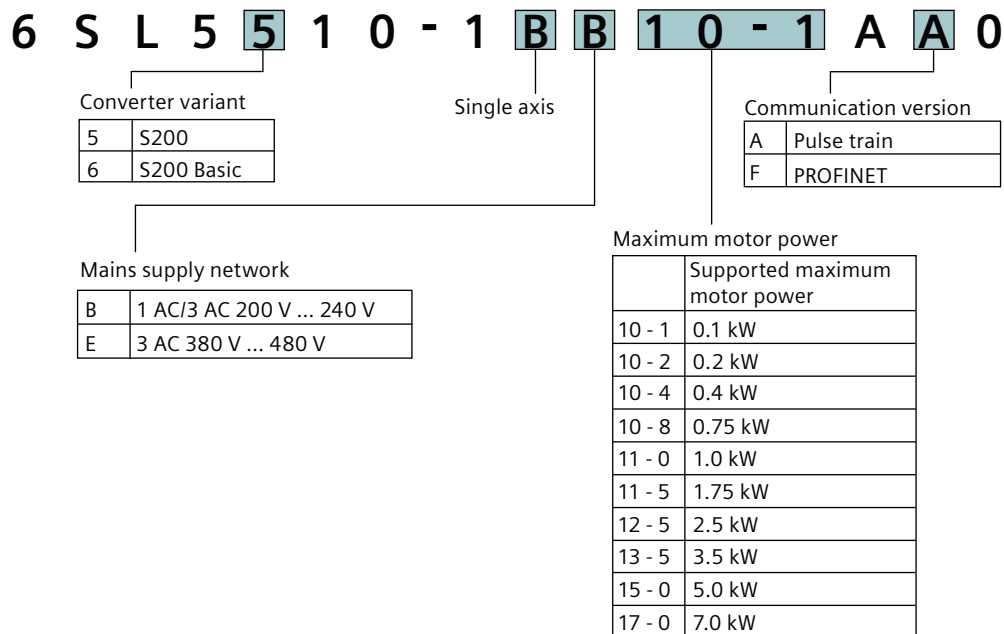 6 S L 5 5 1 0 - 1 B B 1 0 - 1 A A 0
Converter variant
5 S200
6 S200 Basic
Single axis
Communication version
A Pulse train
F PROFINET
Mains supply network
B 1 AC/3 AC 200 V ... 240 V
E 3 AC 380 V ... 480 V
Maximum motor power
Supported maximum
motor power
10 - 1 0.1 kW
10 - 2 0.2 kW
10 - 4 0.4 kW
10 - 8 0.75 kW
11 - 0 1.0 kW
11 - 5 1.75 kW
12 - 5 2.5 kW
13 - 5 3.5 kW
15 - 0 5.0 kW
17 - 0 7.0 kW